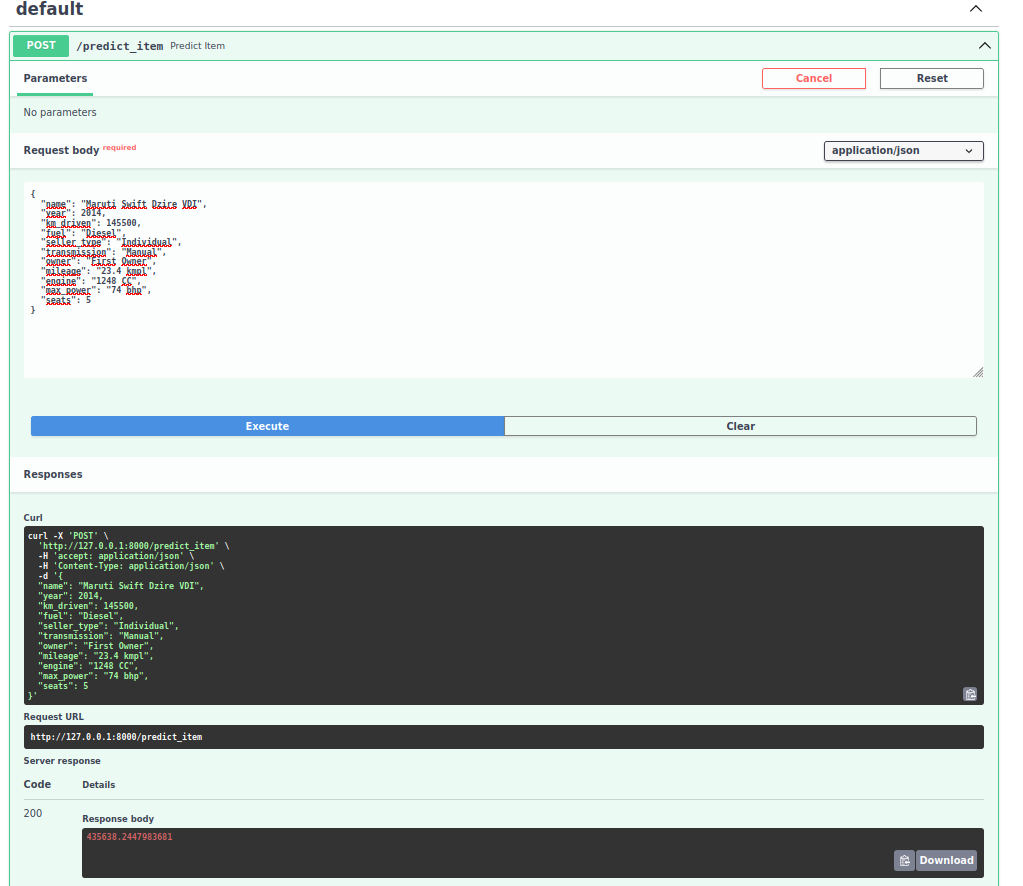 default
POST /predict_item Predict Item
Parameters
Cancel
Reset
No parameters
Request body required
application/json
{
  "name": "Maruti Swift Dzire VDI",
  "year": 2014,
  "km_driven": 145500,
  "fuel": "Diesel",
  "seller_type": "Individual",
  "transmission": "Manual",
  "owner": "First Owner",
  "mileage": "23.4 kmpl",
  "engine": "1248 CC",
  "max_power": "74 bhp",
  "seats": 5
}
Execute
Clear
Responses
Curl
curl -X 'POST' \
  'http://127.0.0.1:8000/predict_item' \
  -H 'accept: application/json' \
  -H 'Content-Type: application/json' \
  -d '{
  "name": "Maruti Swift Dzire VDI",
  "year": 2014,
  "km_driven": 145500,
  "fuel": "Diesel",
  "seller_type": "Individual",
  "transmission": "Manual",
  "owner": "First Owner",
  "mileage": "23.4 kmpl",
  "engine": "1248 CC",
  "max_power": "74 bhp",
  "seats": 5
}'
Request URL
http://127.0.0.1:8000/predict_item
Server response
Code Details
200
Response body
435638.2447983681
Download